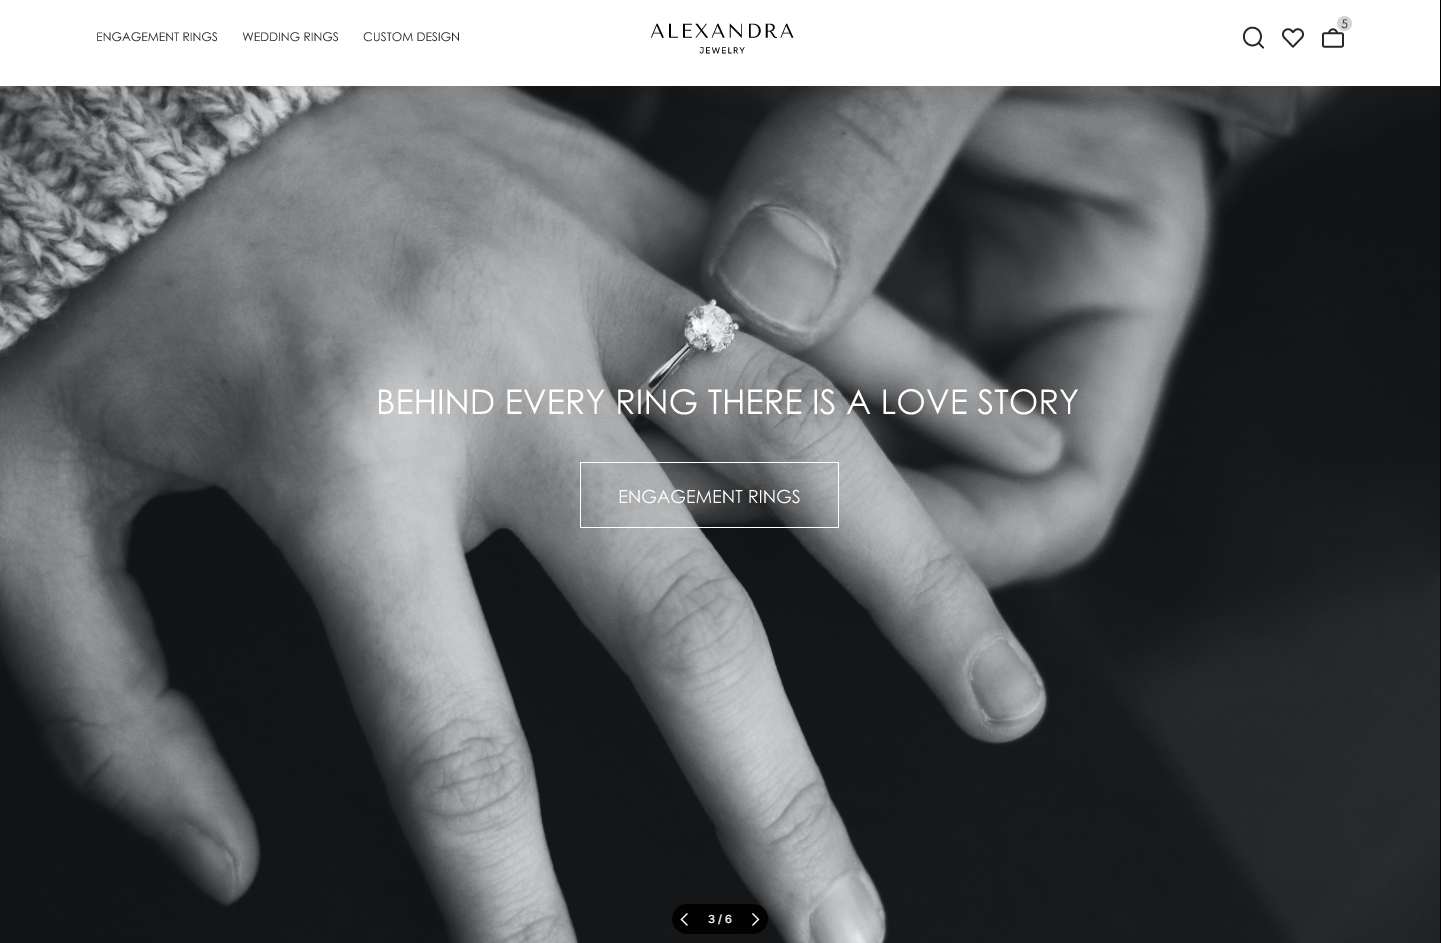 ENGAGEMENT RINGS
WEDDING RINGS
CUSTOM DESIGN
ALEXANDRA
JEWELRY
5
BEHIND EVERY RING THERE IS A LOVE STORY
ENGAGEMENT RINGS
3/6